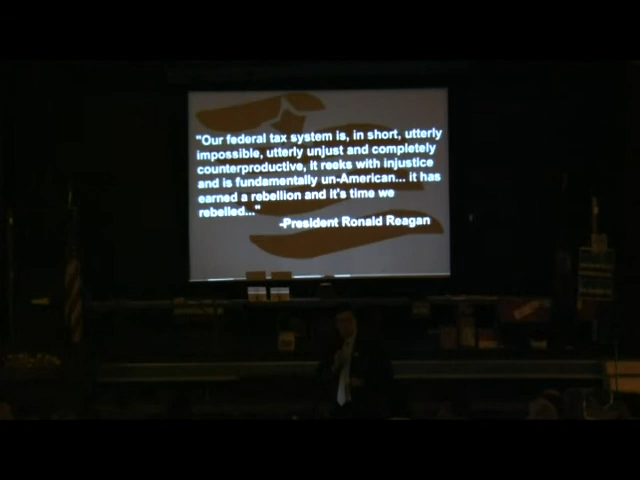 "Our federal tax system is, in short, utterly
impossible, utterly unjust and completely
counterproductive, it reeks with injustice
and is fundamentally un-American... it has
earned a rebellion and it's time we
rebelled..."
-President Ronald Reagan